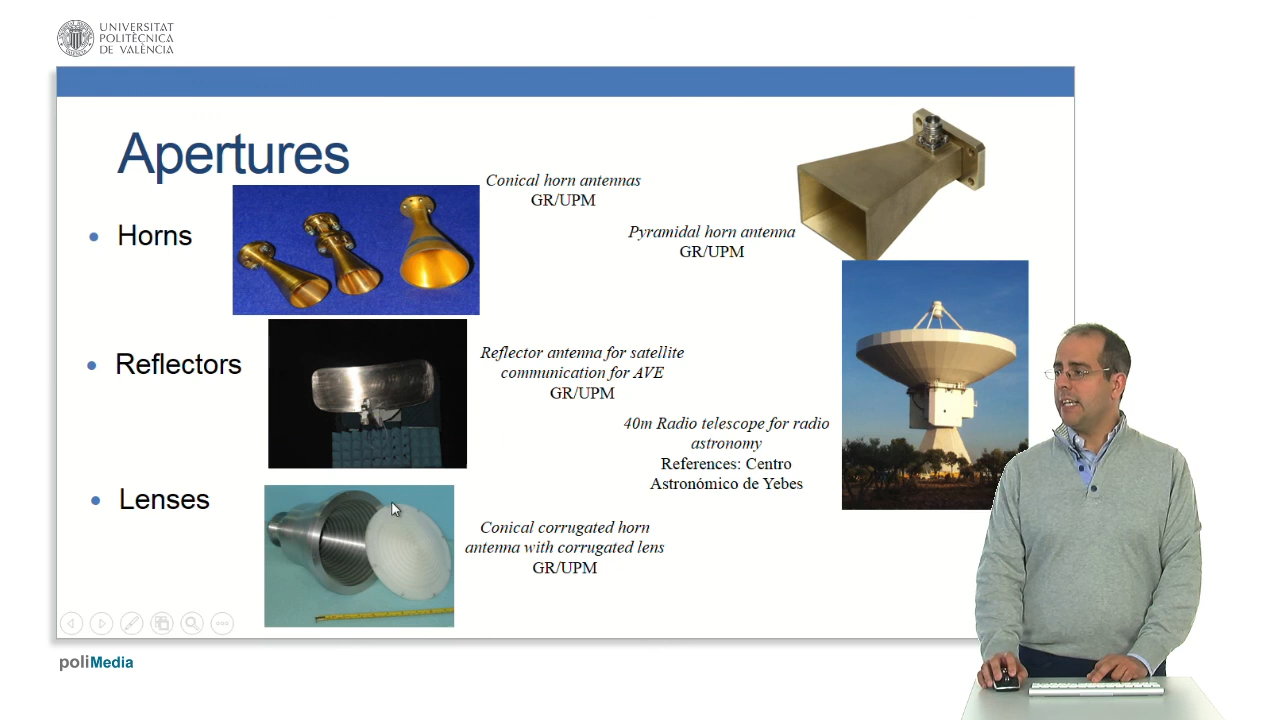 UNIVERSITAT
POLITÈCNICA
DE VALÈNCIA
Apertures
Conical horn antennas
GR/UPM
Horns
Pyramidal horn antenna
GR/UPM
Reflectors
Reflector antenna for satellite
communication for AVE
GR/UPM
40m Radio telescope for radio
astronomy
References: Centro
Astronómico de Yebes
Lenses
Conical corrugated horn
antenna with corrugated lens
GR/UPM
poliMedia